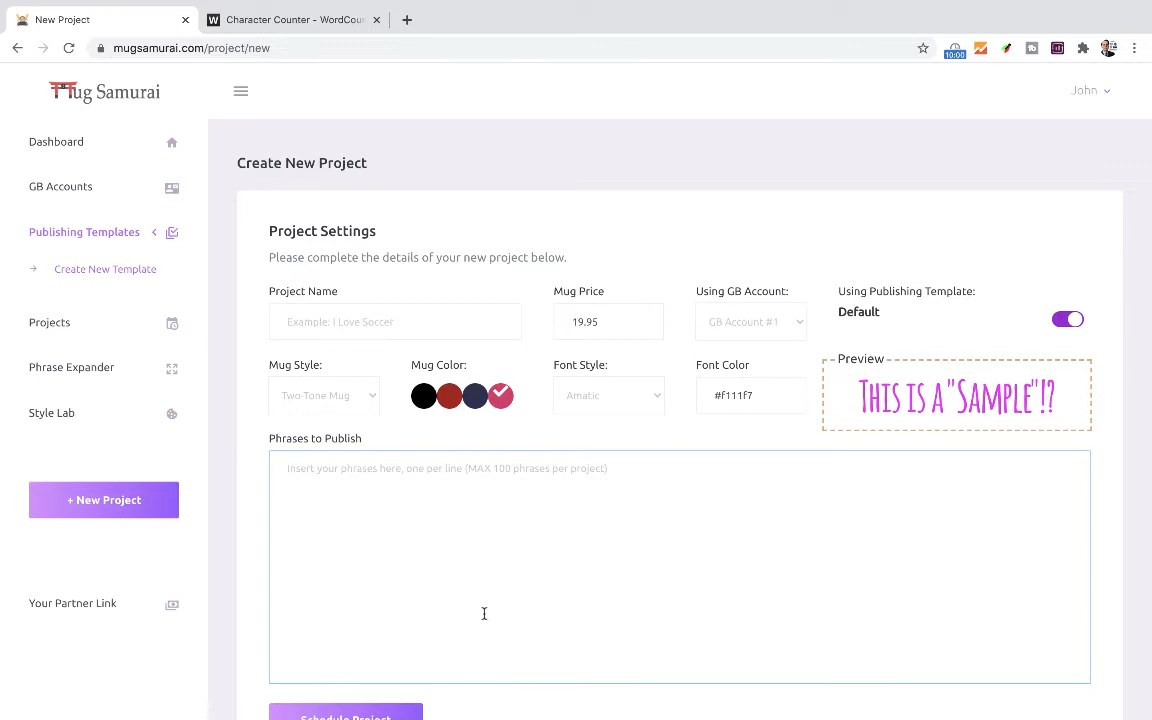 New Project
Character Counter - WordCou
mugsamurai.com/project/new
10:00
Mug Samurai
John
Dashboard
GB Accounts
Publishing Templates
Create New Template
Projects
Phrase Expander
Style Lab
+ New Project
Your Partner Link
Create New Project
Project Settings
Please complete the details of your new project below.
Project Name
Mug Price
Using GB Account:
Using Publishing Template:
Example: I Love Soccer
19.95
GB Account #1
Default
Mug Style:
Mug Color:
Font Style:
Font Color
Preview
Two-Tone Mug
Amatic
#f111f7
THIS IS A "SAMPLE"!?
Phrases to Publish
Insert your phrases here, one per line (MAX 100 phrases per project)
Schedule Project